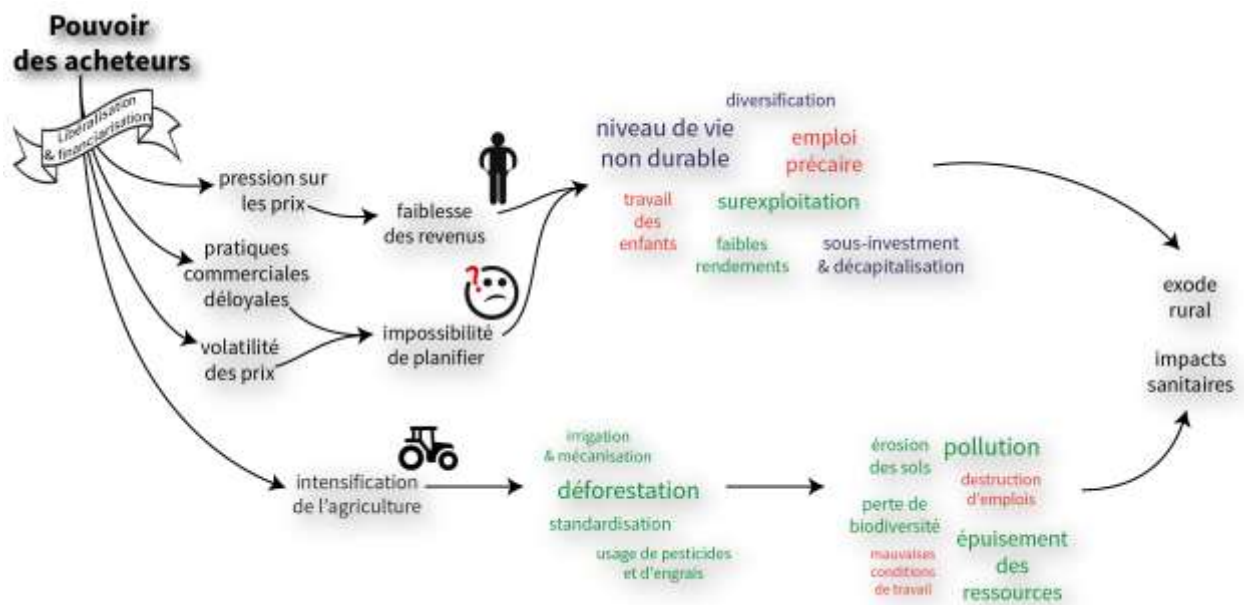 Pouvoir
des acheteurs
Libéralisation
& financiarisation
pression sur
les prix
pratiques
commerciales
déloyales
volatilité
des prix
faiblesse
des revenus
?
impossibilité
de planifier
diversification
niveau de vie
non durable
emploi
précaire
travail
des
enfants
surexploitation
faibles
rendements
sous-investment
& décapitalisation
exode
rural
impacts
sanitaires
intensification
de l'agriculture
irrigation
& mécanisation
déforestation
standardisation
usage de pesticides
et d'engrais
érosion
des sols
pollution
destruction
d'emplois
perte de
biodiversité
mauvaises
conditions
de travail
épuisement
des
ressources